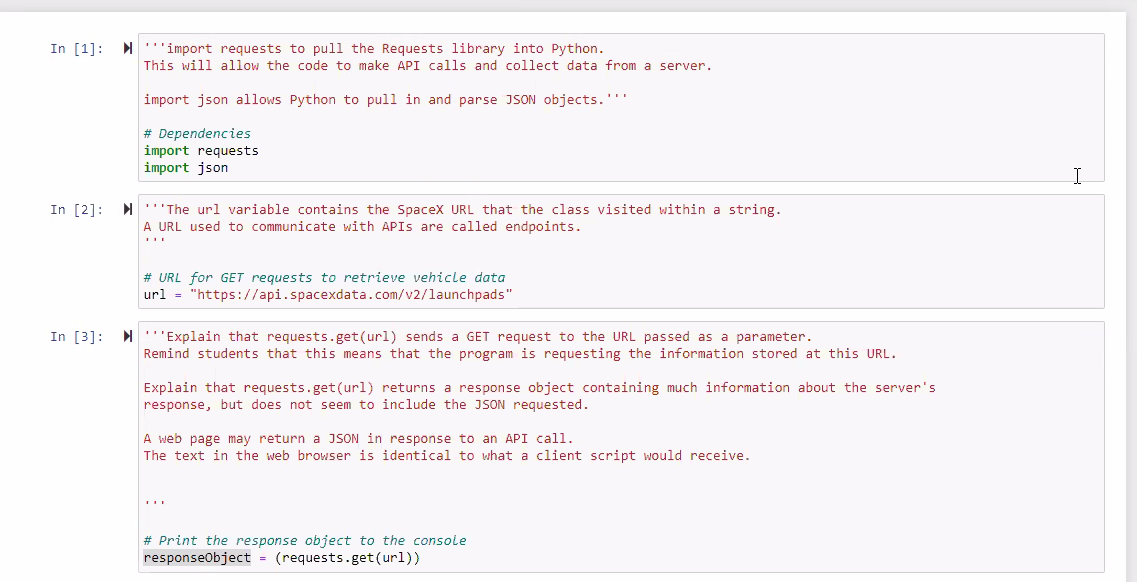 In [1]:
'''import requests to pull the Requests library into Python.
This will allow the code to make API calls and collect data from a server.
import json allows Python to pull in and parse JSON objects.'''
# Dependencies
import requests
import json
In [2]:
'''The url variable contains the SpaceX URL that the class visited within a string.
A URL used to communicate with APIs are called endpoints.
'''
# URL for GET requests to retrieve vehicle data
url = "https://api.spacexdata.com/v2/launchpads"
In [3]:
'''Explain that requests.get(url) sends a GET request to the URL passed as a parameter.
Remind students that this means that the program is requesting the information stored at this URL.
Explain that requests.get(url) returns a response object containing much information about the server's
response, but does not seem to include the JSON requested.
A web page may return a JSON in response to an API call.
The text in the web browser is identical to what a client script would receive.
'''
# Print the response object to the console
responseObject = (requests.get(url))